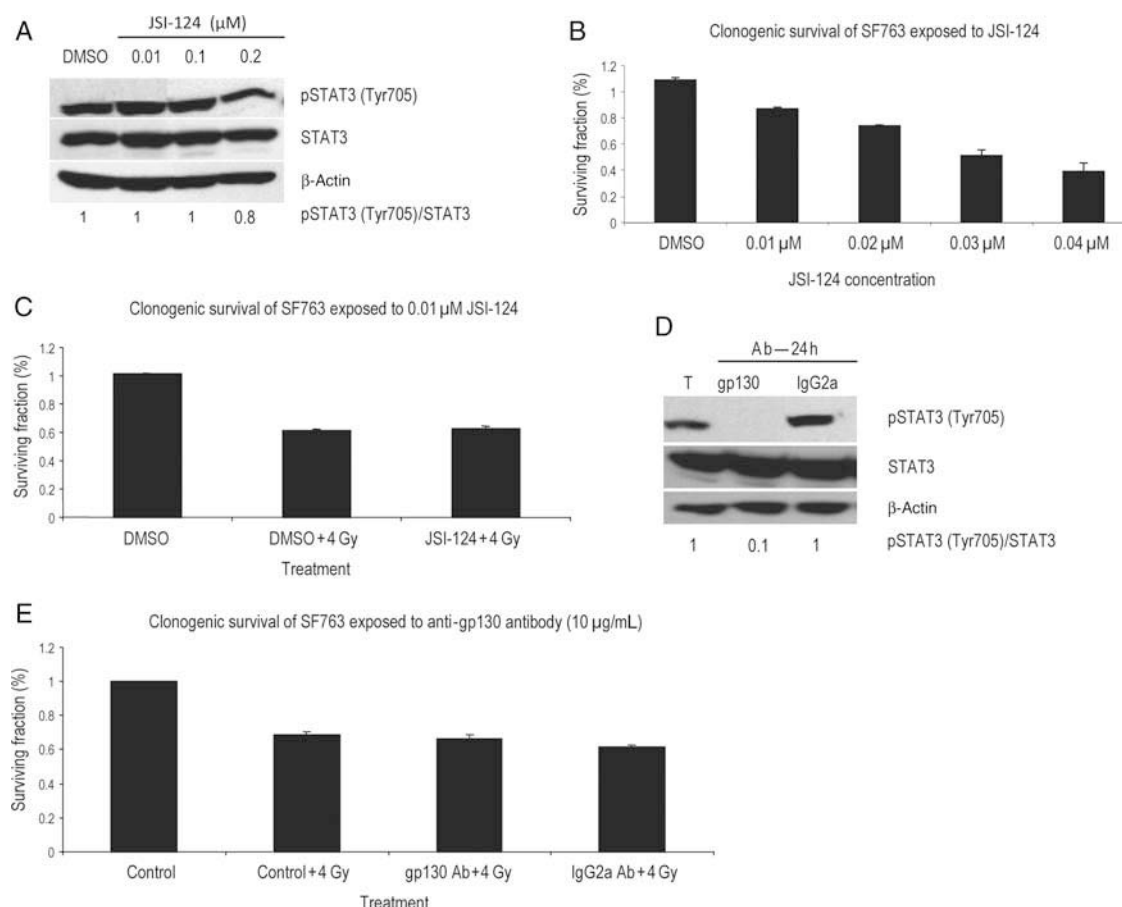 A
JSI-124 (µM)
DMSO 0.01 0.1 0.2
pSTAT3 (Tyr705)
STAT3
β-Actin
1 1 1 0.8 pSTAT3 (Tyr705)/STAT3
B
Clonogenic survival of SF763 exposed to JSI-124
Surviving fraction (%)
1.2
1
0.8
0.6
0.4
0.2
0
DMSO 0.01 µM 0.02 µM 0.03 µM 0.04 µM
JSI-124 concentration
C
Clonogenic survival of SF763 exposed to 0.01 µM JSI-124
Surviving fraction (%)
1.2
1
0.8
0.6
0.4
0.2
0
DMSO DMSO + 4 Gy JSI-124 + 4 Gy
Treatment
D
Ab—24h
T gp130 IgG2a
pSTAT3 (Tyr705)
STAT3
β-Actin
1 0.1 1 pSTAT3 (Tyr705)/STAT3
E
Clonogenic survival of SF763 exposed to anti-gp130 antibody (10 µg/mL)
Surviving fraction (%)
1.2
1
0.8
0.6
0.4
0.2
0
Control Control + 4 Gy gp130 Ab + 4 Gy IgG2a Ab + 4 Gy
Treatment